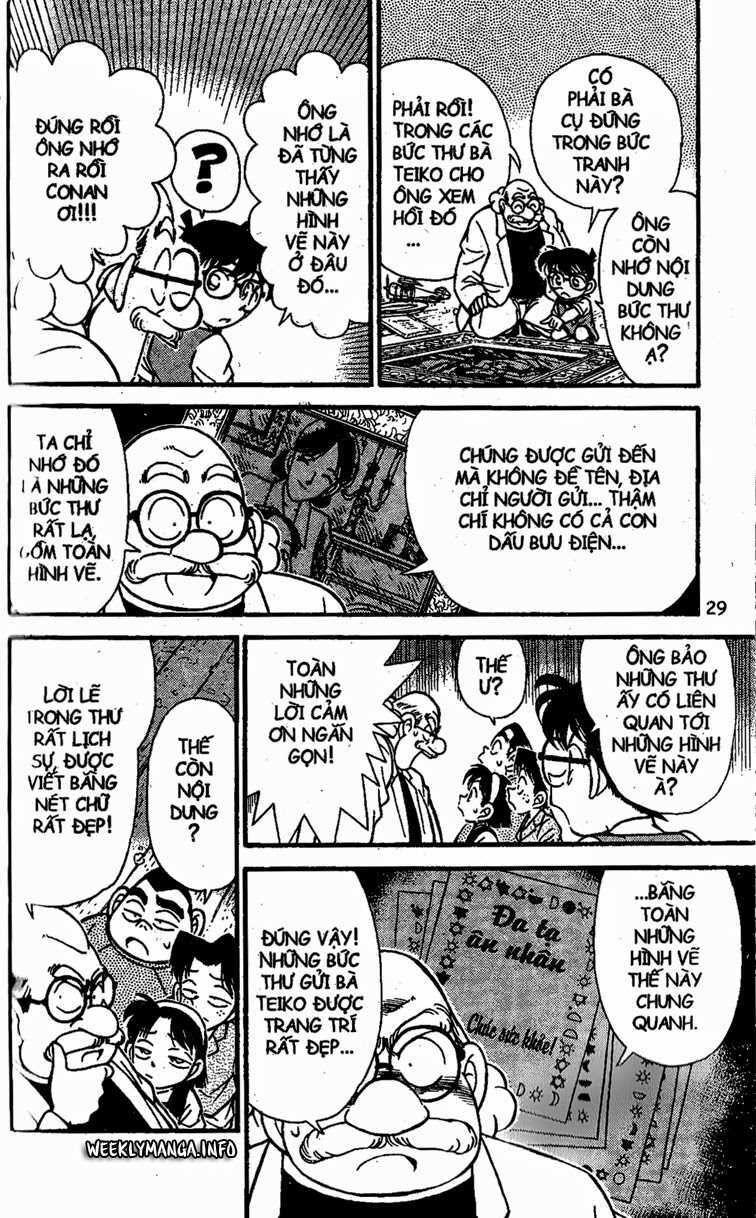 CÓ
PHẢI BÀ
CỤ ĐỨNG
TRONG BỨC
TRANH
NÀY?
ÔNG
CÒN
NHỚ NỘI
DUNG
BỨC THƯ
KHÔNG
Ạ?
PHẢI RỒI!
TRONG CÁC
BỨC THƯ BÀ
TEIKO CHO
ÔNG XEM
HỒI ĐÓ
...
ÔNG
NHỚ LÀ
ĐÃ TỪNG
THẤY
NHỮNG
HÌNH
VẼ NÀY
Ở ĐÂU
ĐÓ...
?
ĐÚNG RỒI
ÔNG NHỚ
RA RỒI
CONAN
ƠI!!!
CHÚNG ĐƯỢC GỬI ĐẾN
MÀ KHÔNG ĐỀ TÊN, ĐỊA
CHỈ NGƯỜI GỬI... THẬM
CHÍ KHÔNG CÓ CẢ CON
DẤU BƯU ĐIỆN...
TA CHỈ
NHỚ ĐÓ
LÀ NHỮNG
BỨC THƯ
RẤT LẠ,
GỒM TOÀN
HÌNH VẼ.
29
ÔNG BẢO
NHỮNG THƯ
ẤY CÓ LIÊN
QUAN TỚI
NHỮNG HÌNH
VẼ NÀY
À?
THẾ
Ư?
TOÀN
NHỮNG
LỜI CẢM
ƠN NGẮN
GỌN!
THẾ
CÒN
NỘI
DUNG
?
LỜI LẼ
TRONG THƯ
RẤT LỊCH
SỰ, ĐƯỢC
VIẾT BẰNG
NÉT CHỮ
RẤT ĐẸP!
...BẰNG
TOÀN
NHỮNG
HÌNH VẼ
THẾ NÀY
CHUNG
QUANH.
Đa tạ
ân nhân
Chúc sức khỏe!
ĐÚNG VẬY!
NHỮNG BỨC
THƯ GỬI BÀ
TEIKO ĐƯỢC
TRANG TRÍ
RẤT ĐẸP...
WEEKLYMANGA.INFO